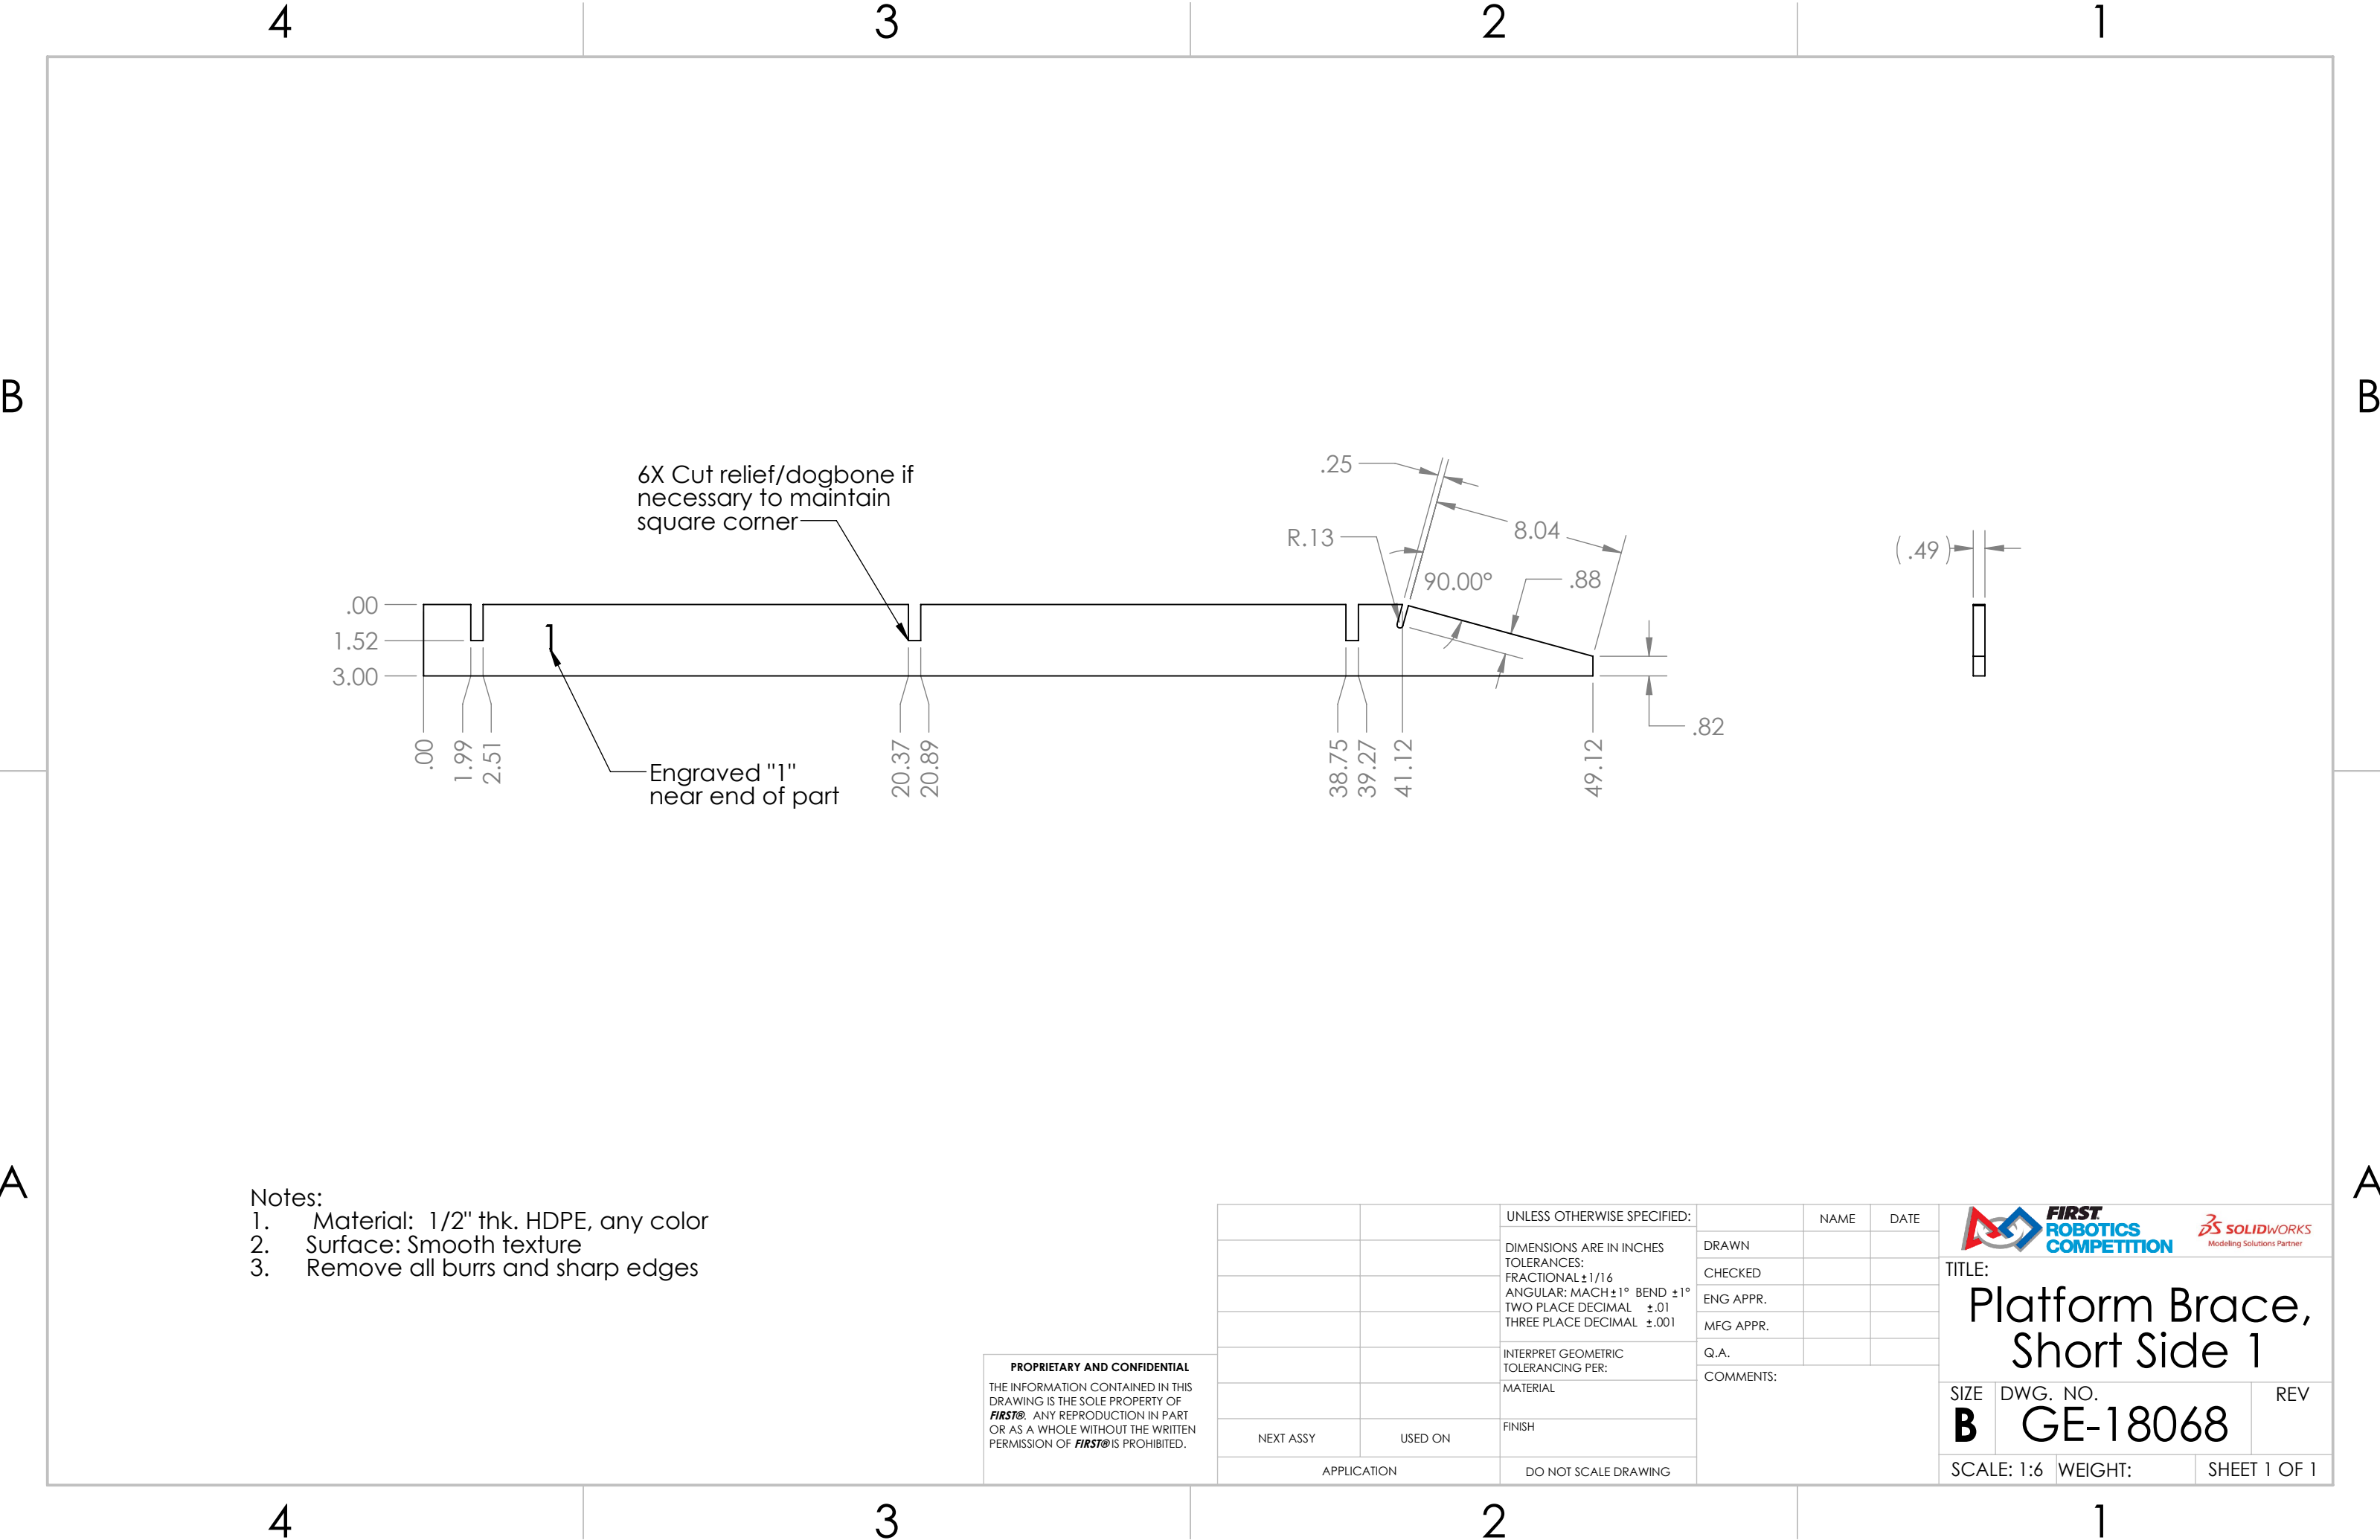 4 3 2 1
B B
6X Cut relief/dogbone if
necessary to maintain
square corner
.25
8.04
R.13
90.00°
.88
(.49)
.00
1.52
3.00
1
.82
.00 1.99 2.51 20.37 20.89 38.75 39.27 41.12 49.12
Engraved "1"
near end of part
A A
Notes:
1. Material: 1/2" thk. HDPE, any color
2. Surface: Smooth texture
3. Remove all burrs and sharp edges
PROPRIETARY AND CONFIDENTIAL
THE INFORMATION CONTAINED IN THIS
DRAWING IS THE SOLE PROPERTY OF
FIRST®. ANY REPRODUCTION IN PART
OR AS A WHOLE WITHOUT THE WRITTEN
PERMISSION OF FIRST® IS PROHIBITED.
NEXT ASSY USED ON
APPLICATION
UNLESS OTHERWISE SPECIFIED:
DIMENSIONS ARE IN INCHES
TOLERANCES:
FRACTIONAL ±1/16
ANGULAR: MACH ±1° BEND ±1°
TWO PLACE DECIMAL ±.01
THREE PLACE DECIMAL ±.001
INTERPRET GEOMETRIC
TOLERANCING PER:
MATERIAL
FINISH
DO NOT SCALE DRAWING
NAME DATE
DRAWN
CHECKED
ENG APPR.
MFG APPR.
Q.A.
COMMENTS:
FIRST®
ROBOTICS
COMPETITION
SOLIDWORKS
Modeling Solutions Partner
TITLE:
Platform Brace,
Short Side 1
SIZE DWG. NO. REV
B GE-18068
SCALE: 1:6 WEIGHT: SHEET 1 OF 1
4 3 2 1